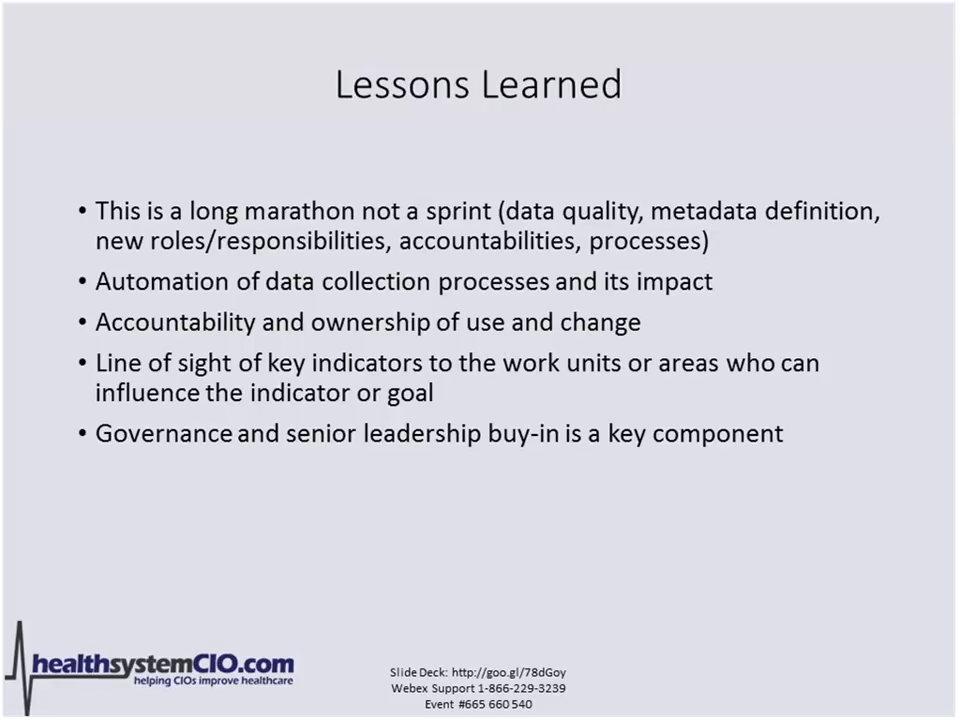 Lessons Learned
• This is a long marathon not a sprint (data quality, metadata definition,
new roles/responsibilities, accountabilities, processes)
• Automation of data collection processes and its impact
• Accountability and ownership of use and change
• Line of sight of key indicators to the work units or areas who can
influence the indicator or goal
• Governance and senior leadership buy-in is a key component
healthsystemCIO.com
helping CIOs improve healthcare
Slide Deck: http://goo.gl/78dGoy
Webex Support 1-866-229-3239
Event #665 660 540